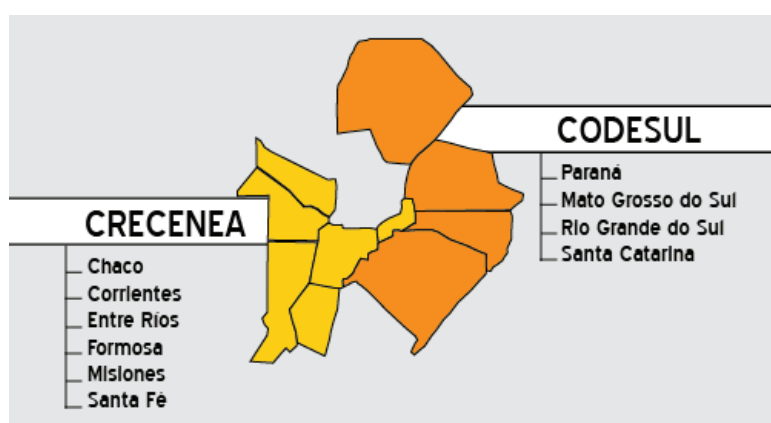 CRECENEA
Chaco
Corrientes
Entre Ríos
Formosa
Misiones
Santa Fè
CODESUL
Paraná
Mato Grosso do Sul
Rio Grande do Sul
Santa Catarina